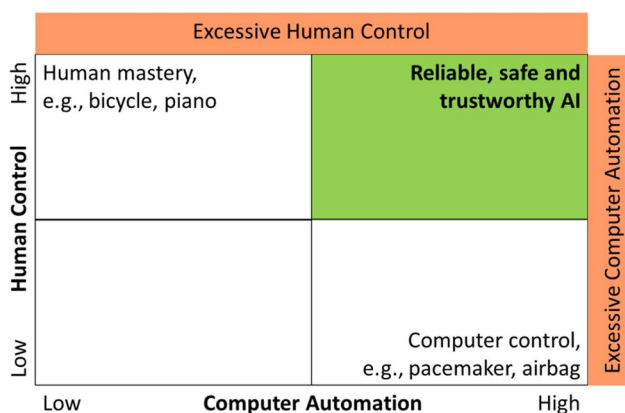 Excessive Human Control
Human mastery,
e.g., bicycle, piano
Reliable, safe and
trustworthy AI
High
Human Control
Low
Excessive Computer Automation
Computer control,
e.g., pacemaker, airbag
Low
Computer Automation
High